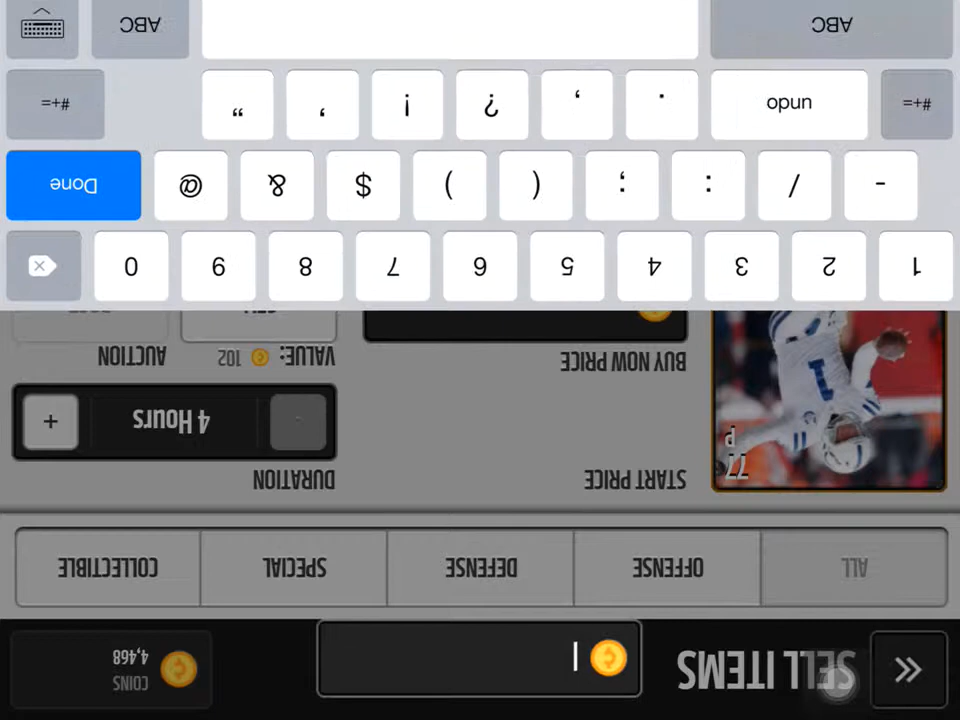 SELL ITEMS
COINS
4,468
ALL
OFFENSE
DEFENSE
SPECIAL
COLLECTIBLE
77
P
START PRICE
DURATION
- 4 Hours +
BUY NOW PRICE
VALUE: 102
AUCTION
1 2 3 4 5 6 7 8 9 0
- / : ; ( ) $ & @ Done
#+= undo . , ? ! ' " #+=
ABC ABC